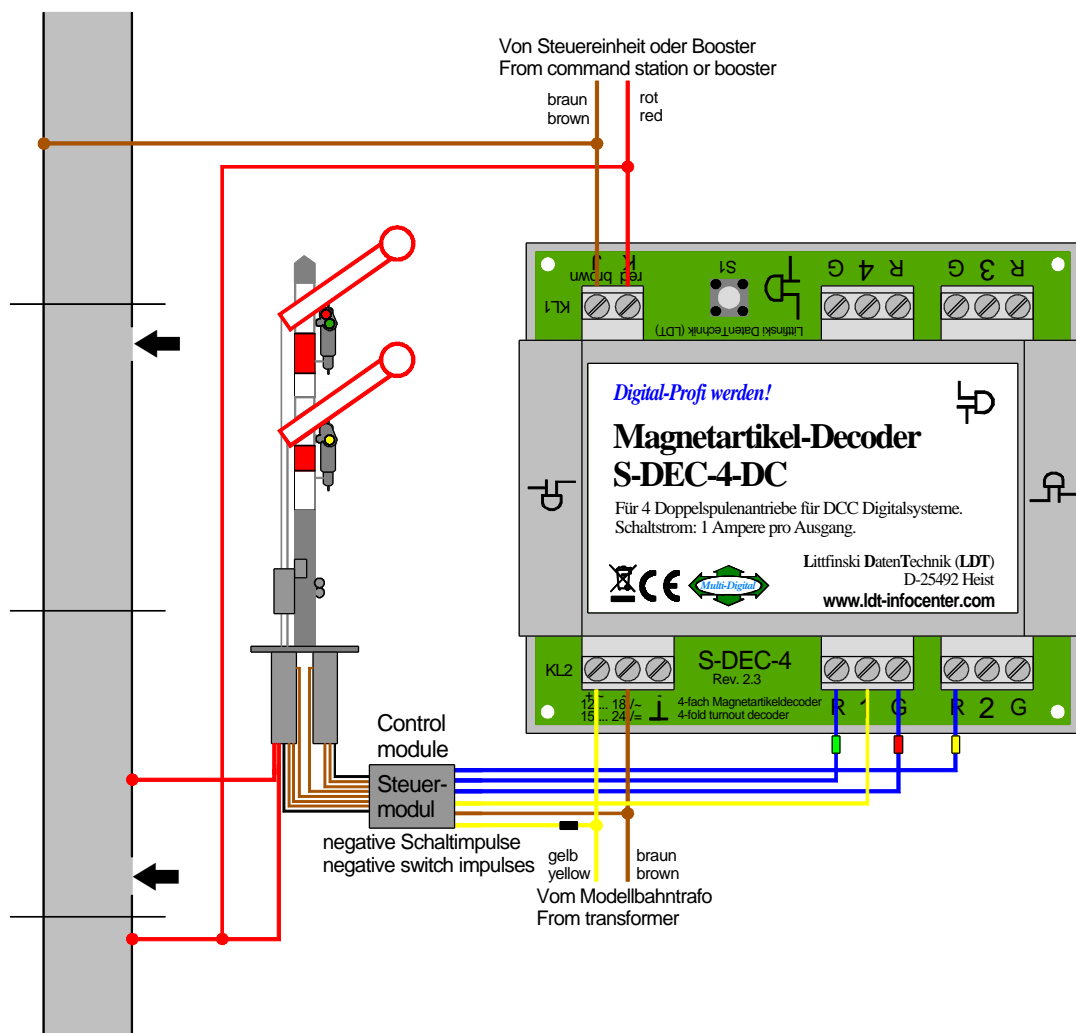 Von Steuereinheit oder Booster
From command station or booster
braun
brown
rot
red
J K
brown red
KL1
S1
G 4 R
G 3 R
Littfinski DatenTechnik (LDT)
Digital-Profi werden!
Magnetartikel-Decoder
S-DEC-4-DC
Für 4 Doppelspulenantriebe für DCC Digitalsysteme.
Schaltstrom: 1 Ampere pro Ausgang.
Littfinski DatenTechnik (LDT)
D-25492 Heist
www.ldt-infocenter.com
CE
Multi-Digital
KL2
S-DEC-4
Rev. 2.3
+~
12 ... 18 /~
15 ... 24 /=
4-fach Magnetartikeldecoder
4-fold turnout decoder
R 1 G
R 2 G
Control
module
Steuer-
modul
negative Schaltimpulse
negative switch impulses
gelb
yellow
braun
brown
Vom Modellbahntrafo
From transformer